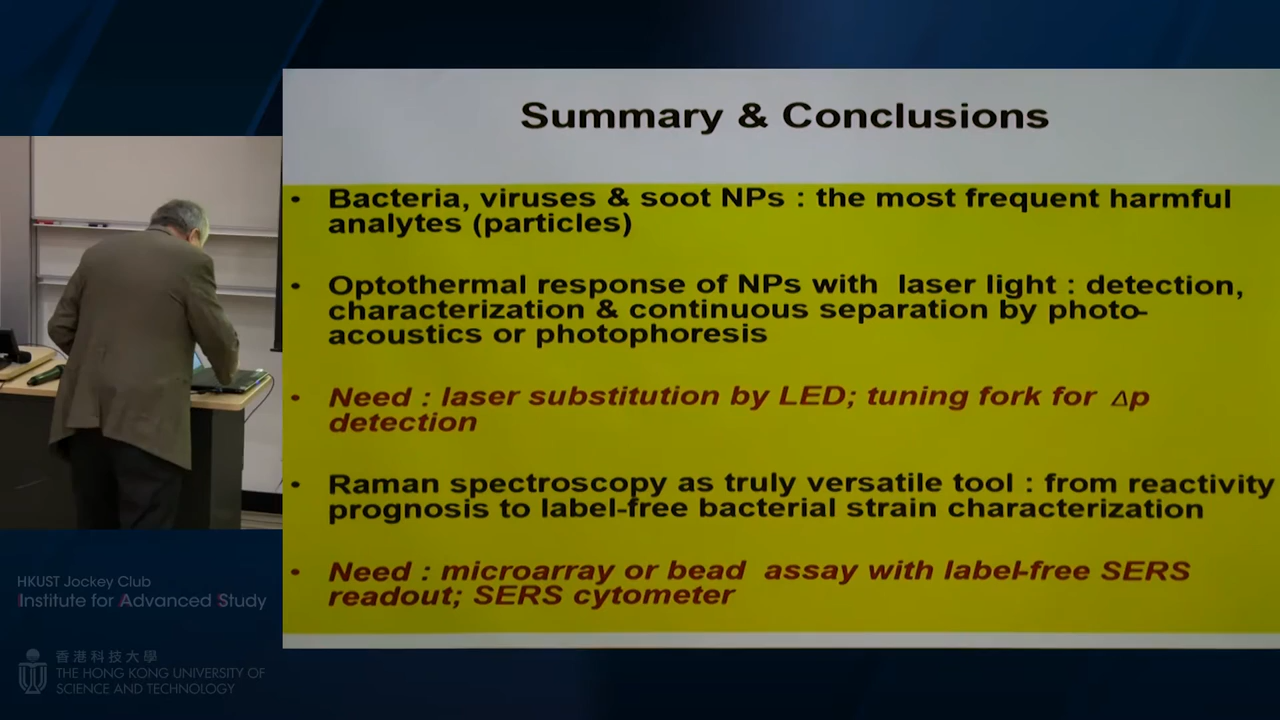 Summary & Conclusions
• Bacteria, viruses & soot NPs : the most frequent harmful
analytes (particles)
• Optothermal response of NPs with laser light : detection,
characterization & continuous separation by photo-
acoustics or photophoresis
• Need : laser substitution by LED; tuning fork for Δp
detection
• Raman spectroscopy as truly versatile tool : from reactivity
prognosis to label-free bacterial strain characterization
• Need : microarray or bead assay with label-free SERS
readout; SERS cytometer
HKUST Jockey Club
Institute for Advanced Study
香港科技大學
THE HONG KONG UNIVERSITY OF
SCIENCE AND TECHNOLOGY